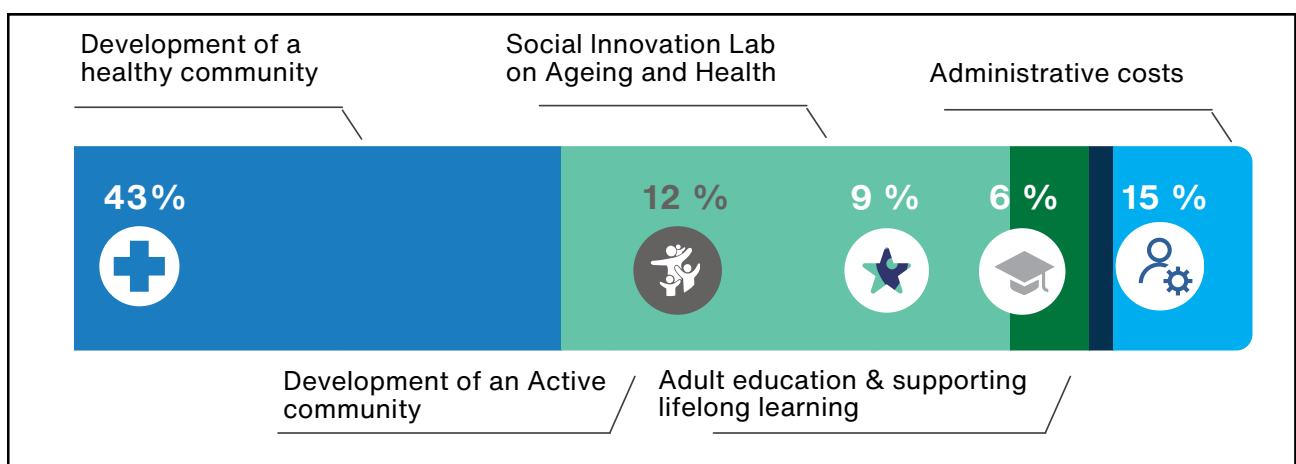 Development of a
healthy community
Social Innovation Lab
on Ageing and Health
Administrative costs
43%
12 %
9 %
6 %
15 %
Development of an Active
community
Adult education & supporting
lifelong learning